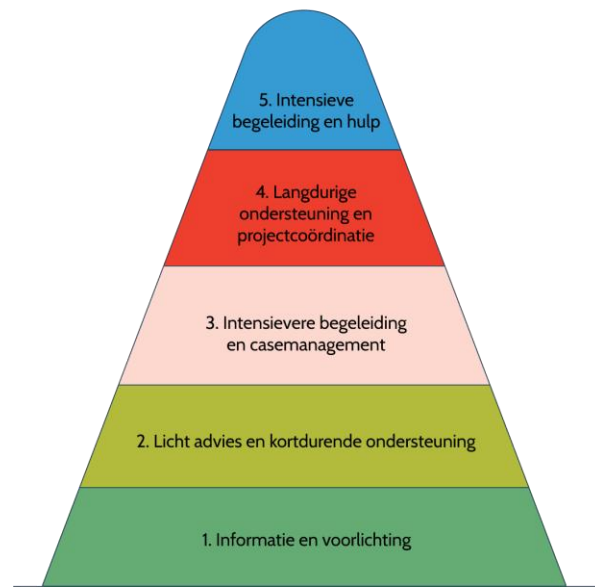 5. Intensieve
begeleiding en hulp
4. Langdurige
ondersteuning en
projectcoördinatie
3. Intensievere begeleiding
en casemanagement
2. Licht advies en kortdurende ondersteuning
1. Informatie en voorlichting